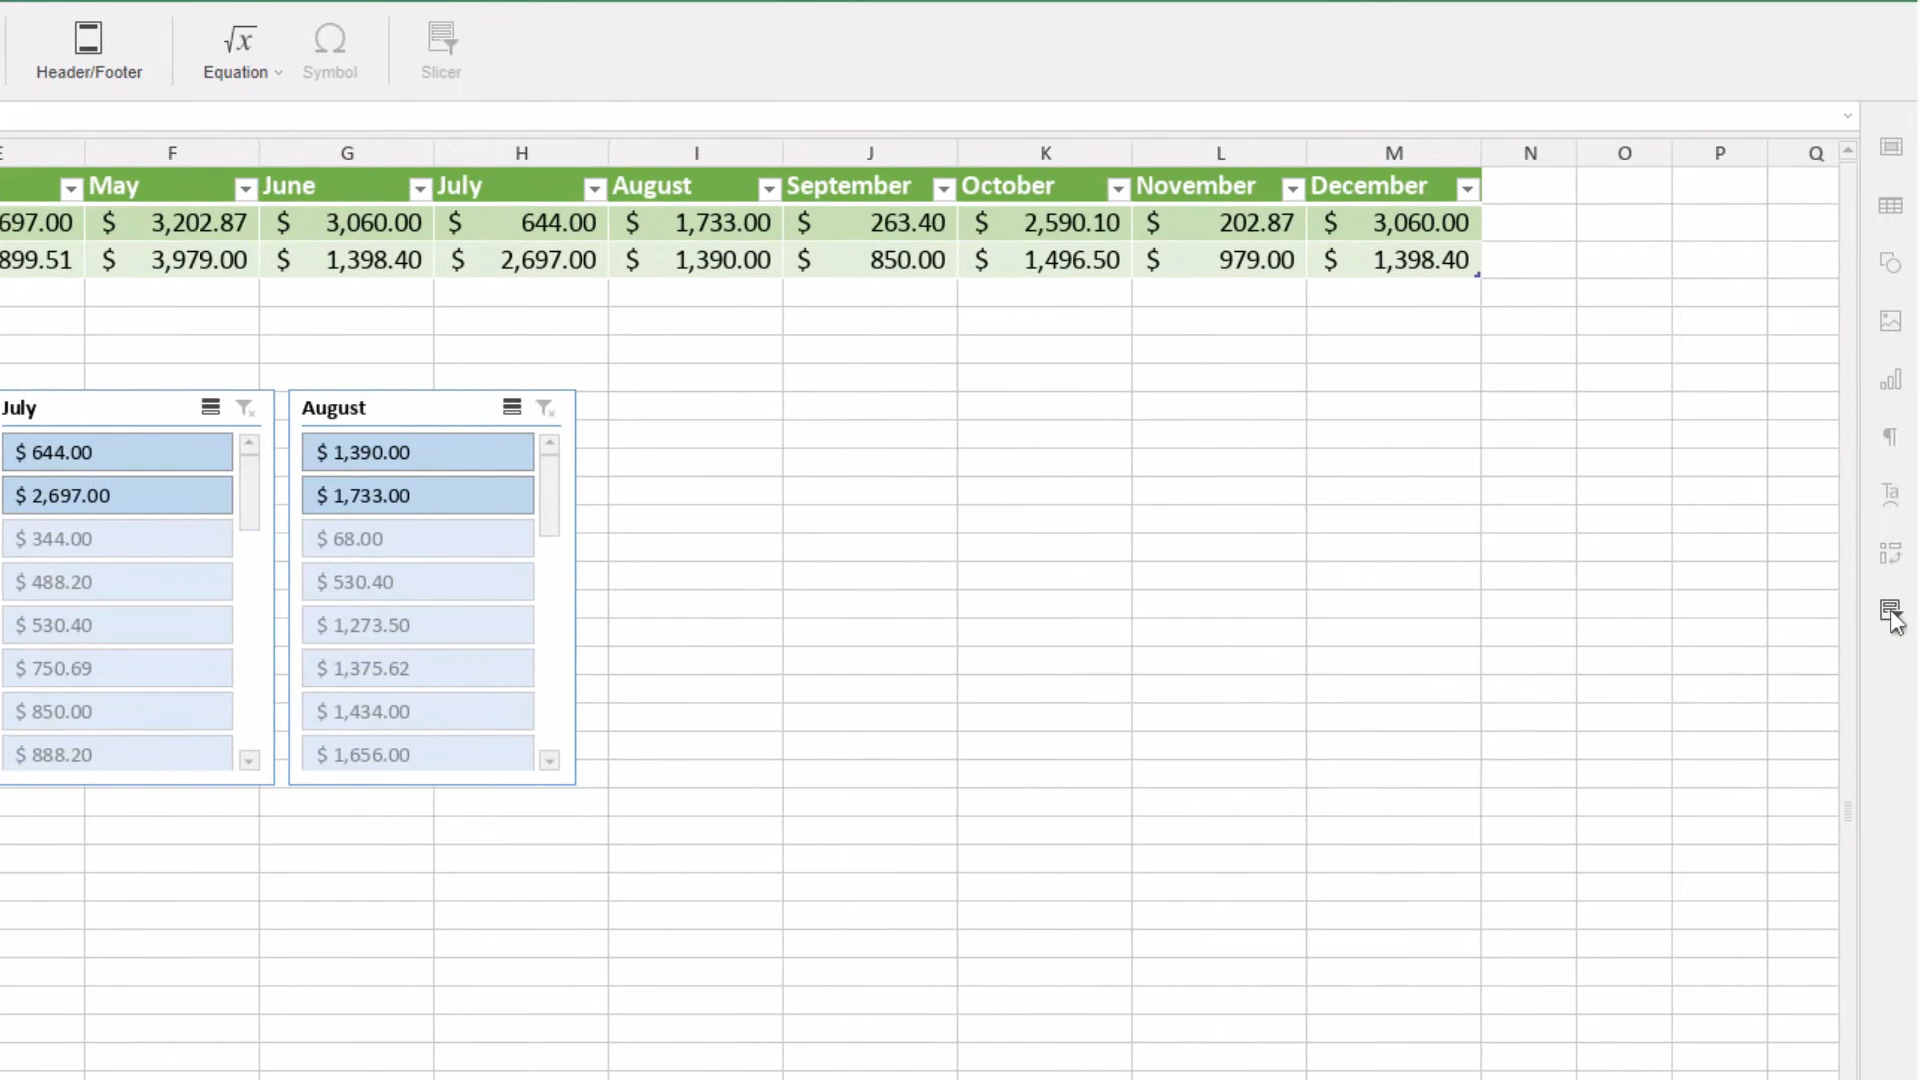 Header/Footer Equation Symbol Slicer
F G H I J K L M N O P Q
May June July August September October November December
697.00 $ 3,202.87 $ 3,060.00 $ 644.00 $ 1,733.00 $ 263.40 $ 2,590.10 $ 202.87 $ 3,060.00
899.51 $ 3,979.00 $ 1,398.40 $ 2,697.00 $ 1,390.00 $ 850.00 $ 1,496.50 $ 979.00 $ 1,398.40
July
$ 644.00
$ 2,697.00
$ 344.00
$ 488.20
$ 530.40
$ 750.69
$ 850.00
$ 888.20
August
$ 1,390.00
$ 1,733.00
$ 68.00
$ 530.40
$ 1,273.50
$ 1,375.62
$ 1,434.00
$ 1,656.00